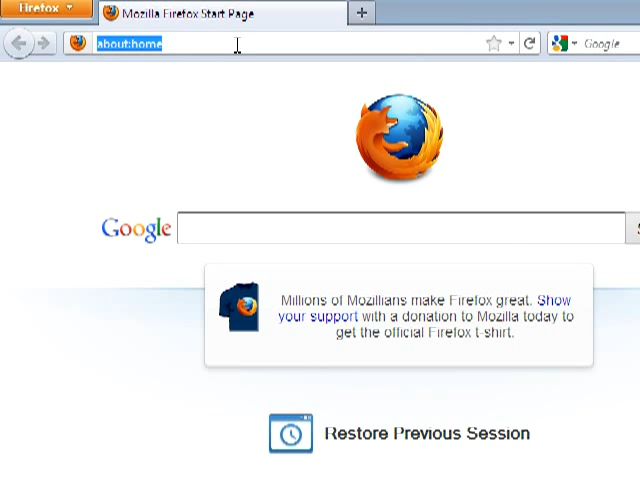 Firefox
Mozilla Firefox Start Page
about:home
Google
Google
Millions of Mozillians make Firefox great. Show
your support with a donation to Mozilla today to
get the official Firefox t-shirt.
Restore Previous Session